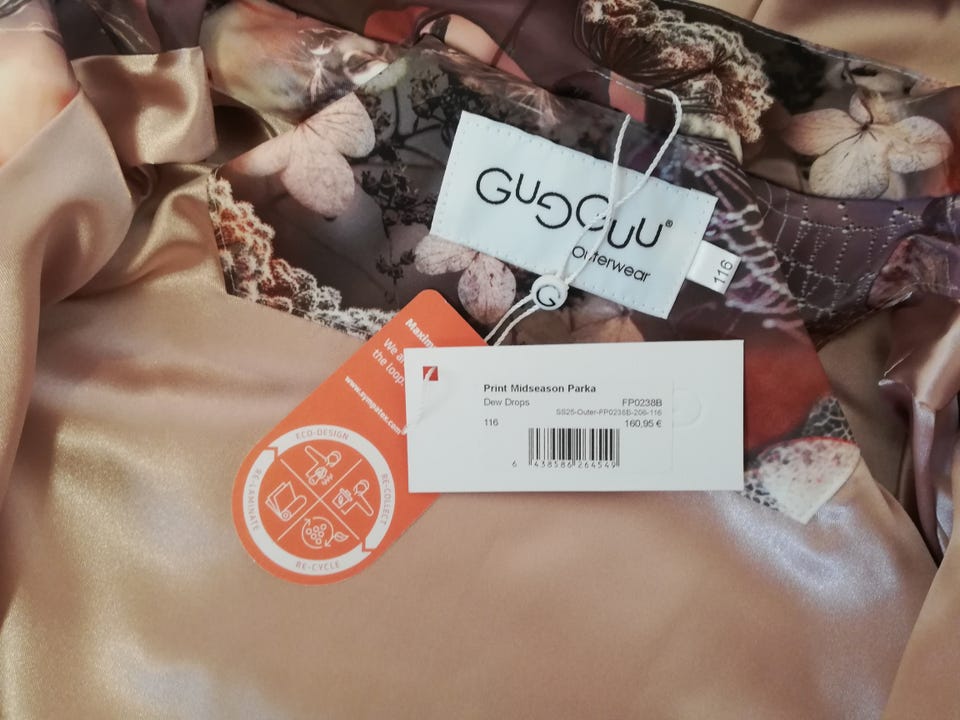 GuGGuu®
Outerwear
116
G
Maxim
We a
the loop.
www.sympatex.com
Print Midseason Parka
Dew Drops FP0238B
SS25-Outer-FP0238B-206-116
116 160,95 €
6 438586 264549
ECO-DESIGN
RE-COLLECT
RE-CYCLE
RE-LAMINATE